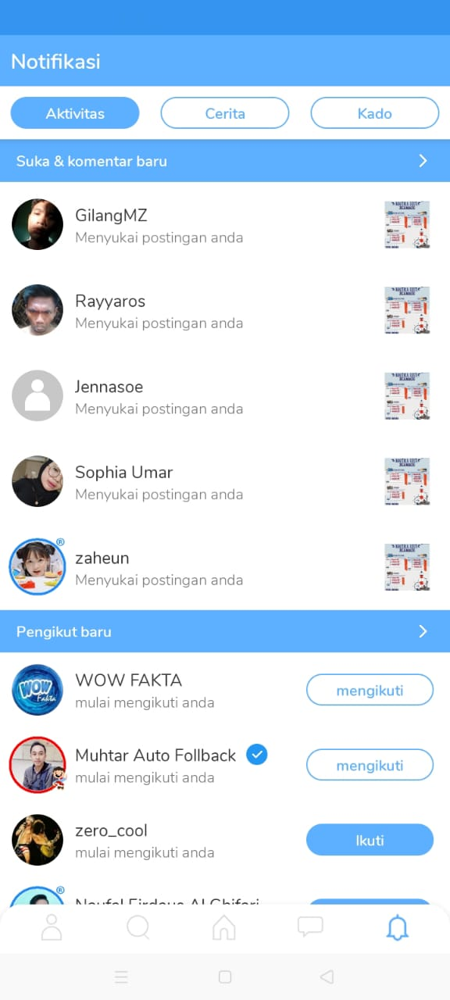 Notifikasi
Aktivitas
Cerita
Kado
Suka & komentar baru
GilangMZ
Menyukai postingan anda
Rayyaros
Menyukai postingan anda
Jennasoe
Menyukai postingan anda
Sophia Umar
Menyukai postingan anda
®
zaheun
Menyukai postingan anda
Pengikut baru
WOW Fakta
WOW FAKTA
mulai mengikuti anda
mengikuti
Muhtar Auto Follback
mulai mengikuti anda
mengikuti
zero_cool
mulai mengikuti anda
Ikuti
®
Naufal Firdaus Al Ghifari